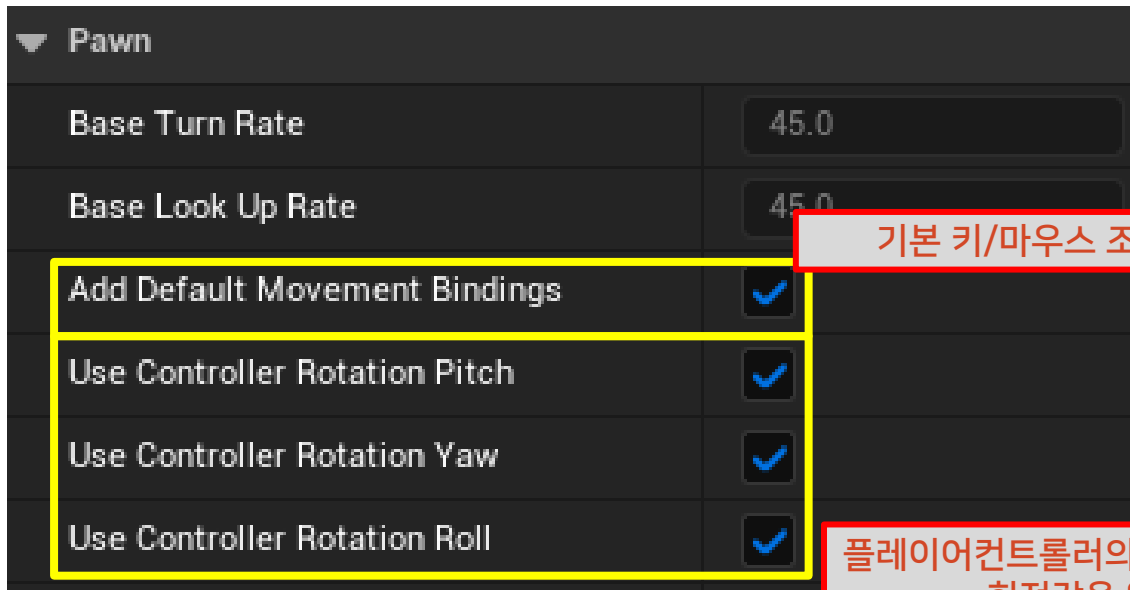 Pawn
Base Turn Rate 45.0
Base Look Up Rate 45.0
기본 키/마우스
Add Default Movement Bindings
Use Controller Rotation Pitch
Use Controller Rotation Yaw
Use Controller Rotation Roll
플레이어컨트롤러의